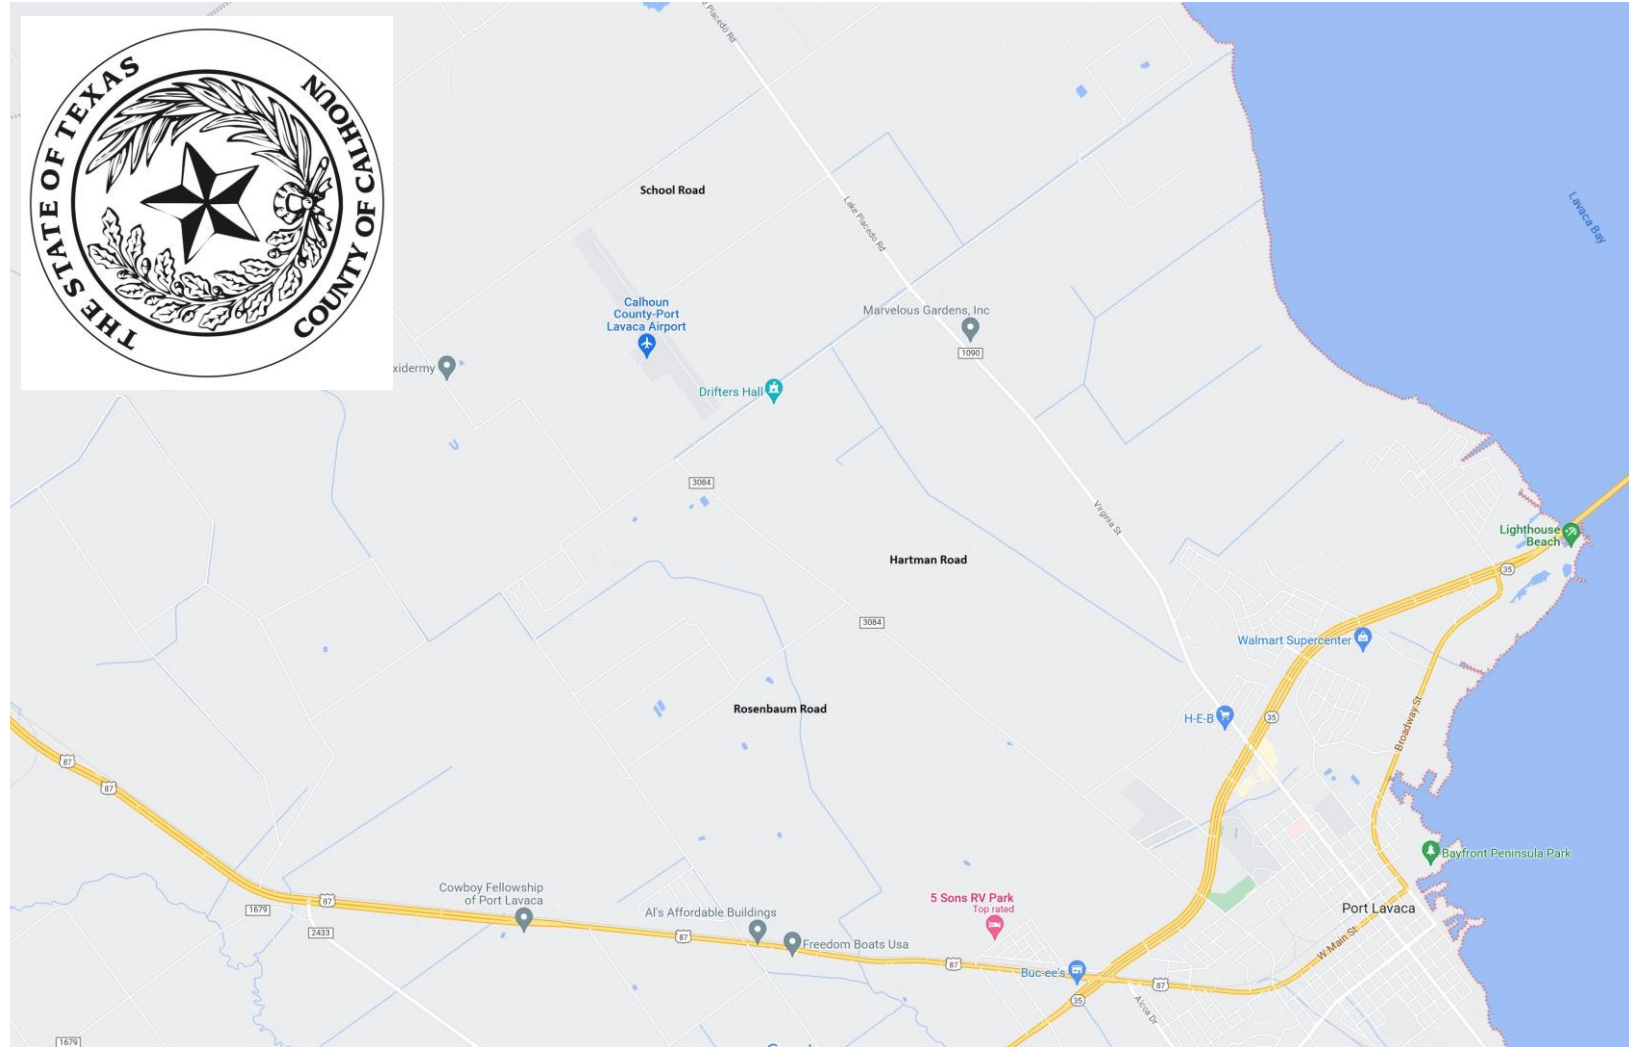 THE STATE OF TEXAS
COUNTY OF CALHOUN
Placedo Rd
School Road
Lake Placedo Rd
Lavaca Bay
Calhoun
County-Port
Lavaca Airport
Marvelous Gardens, Inc
1090
xidermy
Drifters Hall
3084
Virginia St
Lighthouse
Beach
Hartman Road
35
3084
Walmart Supercenter
Rosenbaum Road
H-E-B
35
Broadway St
87
87
Bayfront Peninsula Park
Cowboy Fellowship
of Port Lavaca
87
1679
2433
Al's Affordable Buildings
5 Sons RV Park
Top rated
Port Lavaca
87
Freedom Boats Usa
W Main St
87
Buc-ee's
87
35
Alcoa Dr
1679